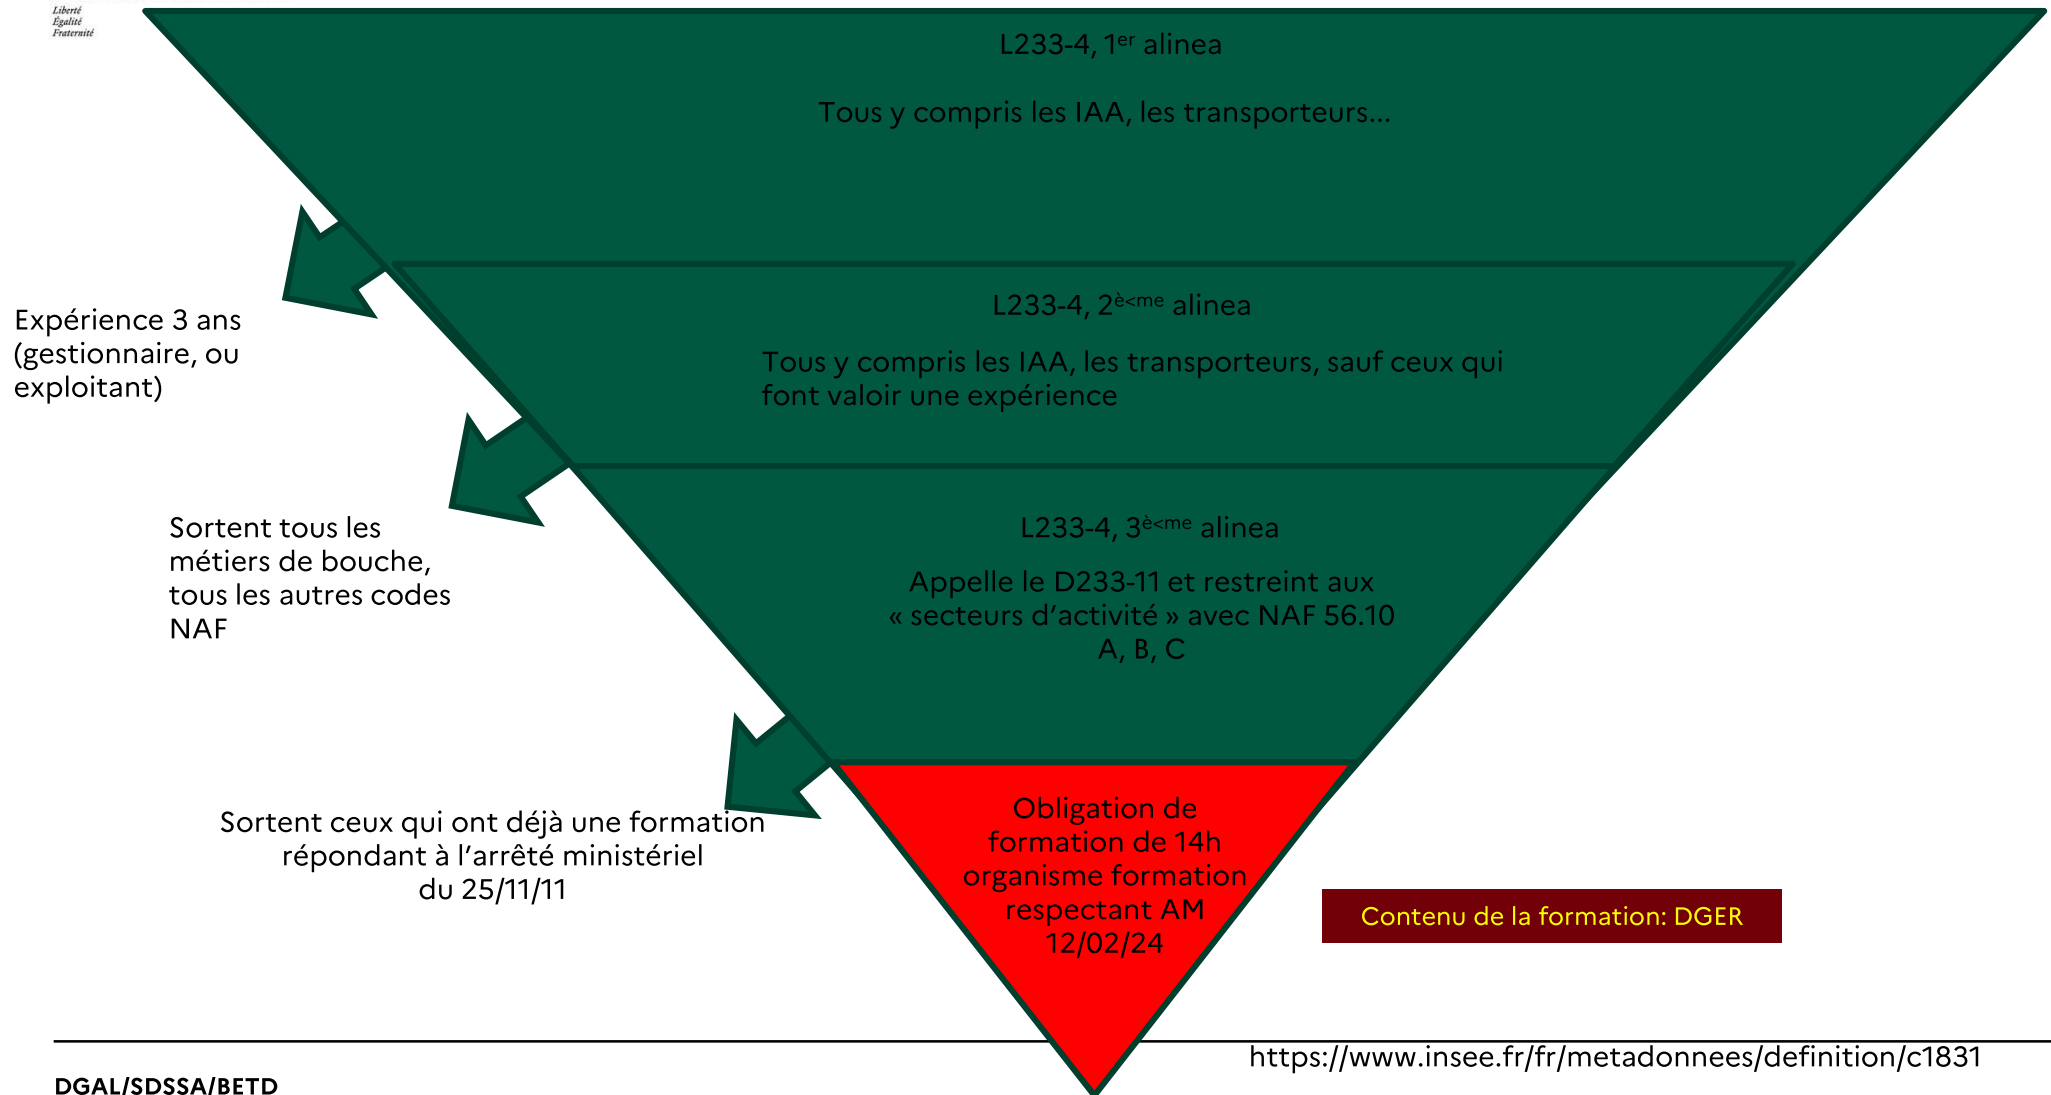 Liberté
Égalité
Fraternité
L233-4, 1er alinea
Tous y compris les IAA, les transporteurs...
Expérience 3 ans
(gestionnaire, ou
exploitant)
L233-4, 2è<me alinea
Tous y compris les IAA, les transporteurs, sauf ceux qui
font valoir une expérience
Sortent tous les
métiers de bouche,
tous les autres codes
NAF
L233-4, 3è<me alinea
Appelle le D233-11 et restreint aux
« secteurs d’activité » avec NAF 56.10
A, B, C
Sortent ceux qui ont déjà une formation
répondant à l’arrêté ministériel
du 25/11/11
Obligation de
formation de 14h
organisme formation
respectant AM
12/02/24
Contenu de la formation: DGER
https://www.insee.fr/fr/metadonnees/definition/c1831
DGAL/SDSSA/BETD